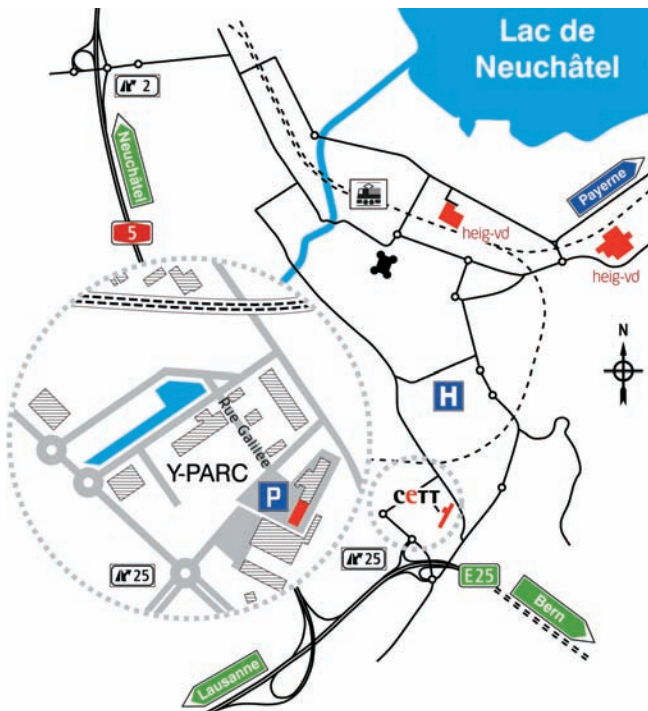 Lac de
Neuchâtel
2
Neuchâtel
5
Payerne
heig-vd
heig-vd
N
H
Rue Galilée
Y-PARC
P
cett
25
25
E25
Bern
Lausanne